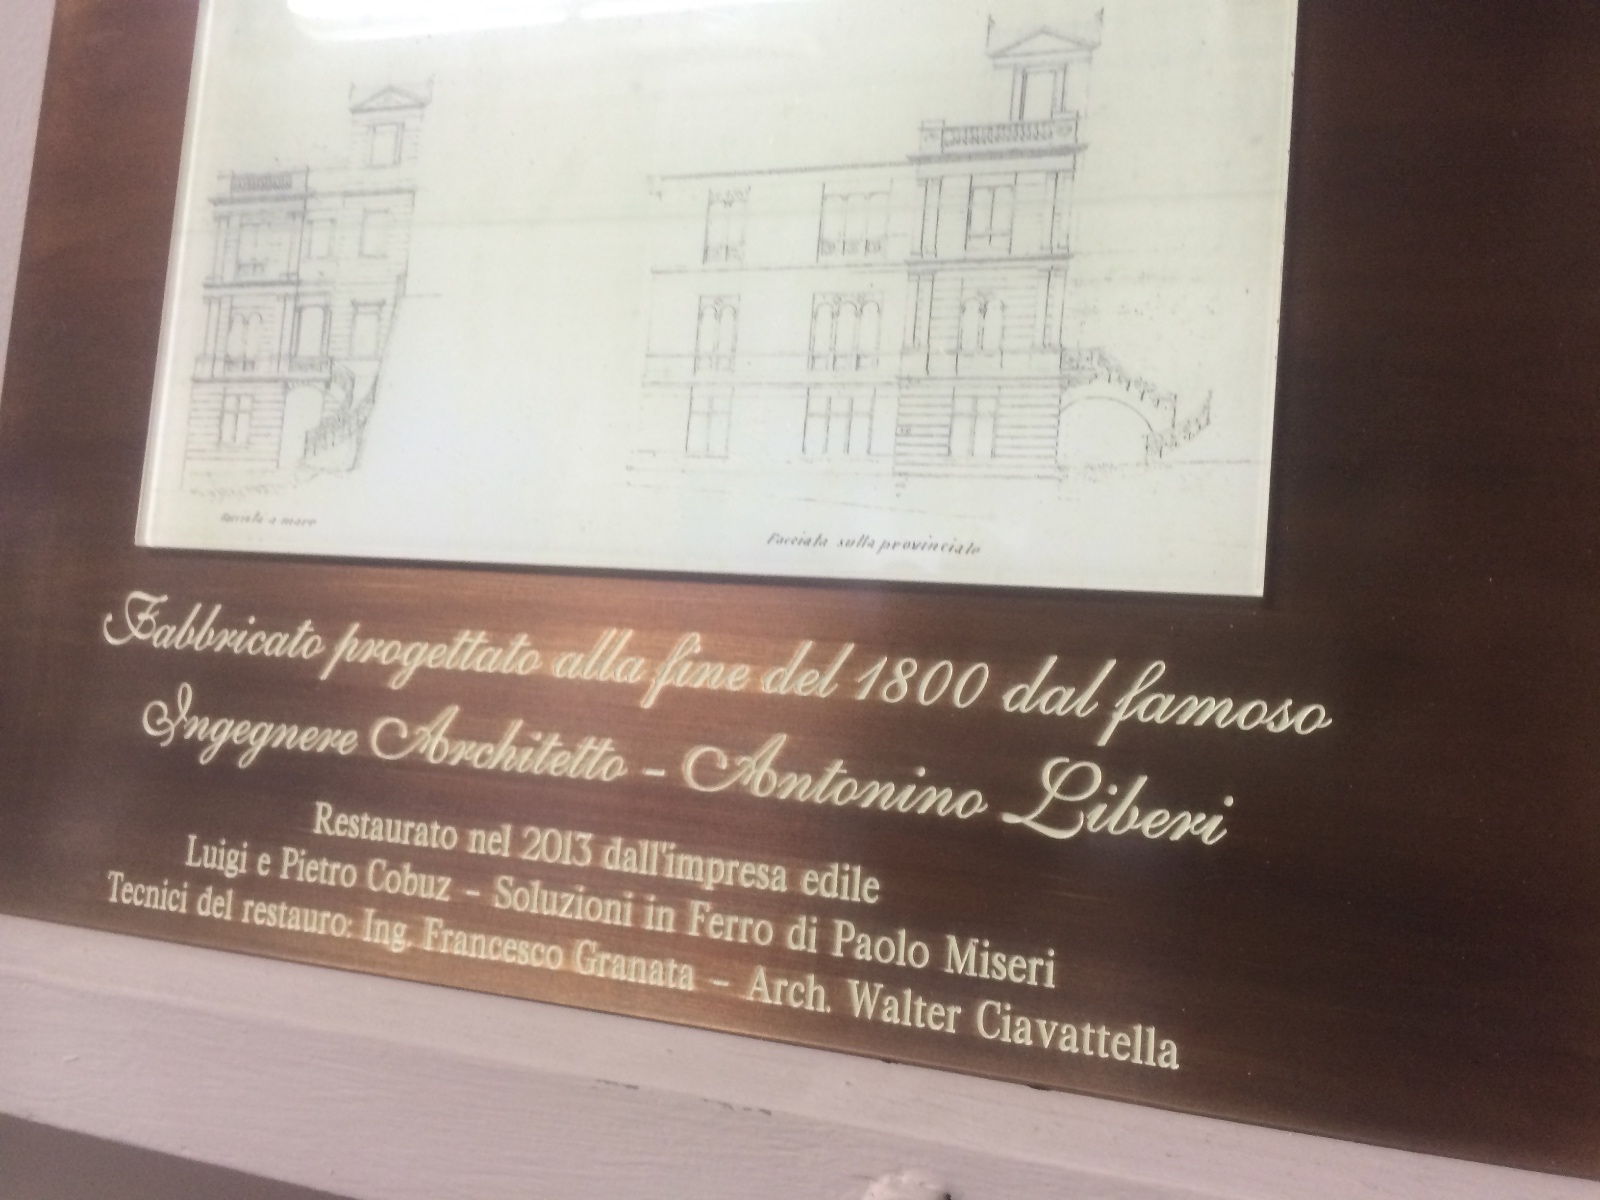 Facciata a mare
Facciata sulla provinciale
Fabbricato progettato alla fine del 1800 dal famoso
Ingegnere Architetto - Antonino Liberi
Restaurato nel 2013 dall'impresa edile
Luigi e Pietro Cobuz - Soluzioni in Ferro di Paolo Miseri
Tecnici del restauro: Ing. Francesco Granata - Arch. Walter Ciavattella